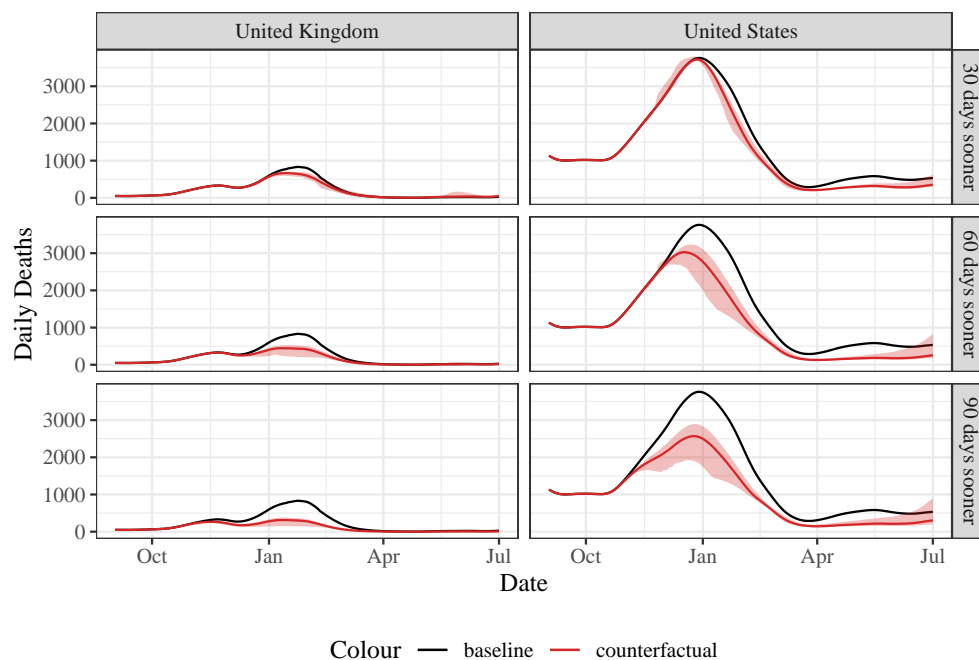 United Kingdom
United States
3000
2000
1000
0
30 days sooner
3000
2000
1000
0
60 days sooner
3000
2000
1000
0
90 days sooner
Daily Deaths
Oct
Jan
Apr
Jul
Oct
Jan
Apr
Jul
Date
Colour
baseline
counterfactual